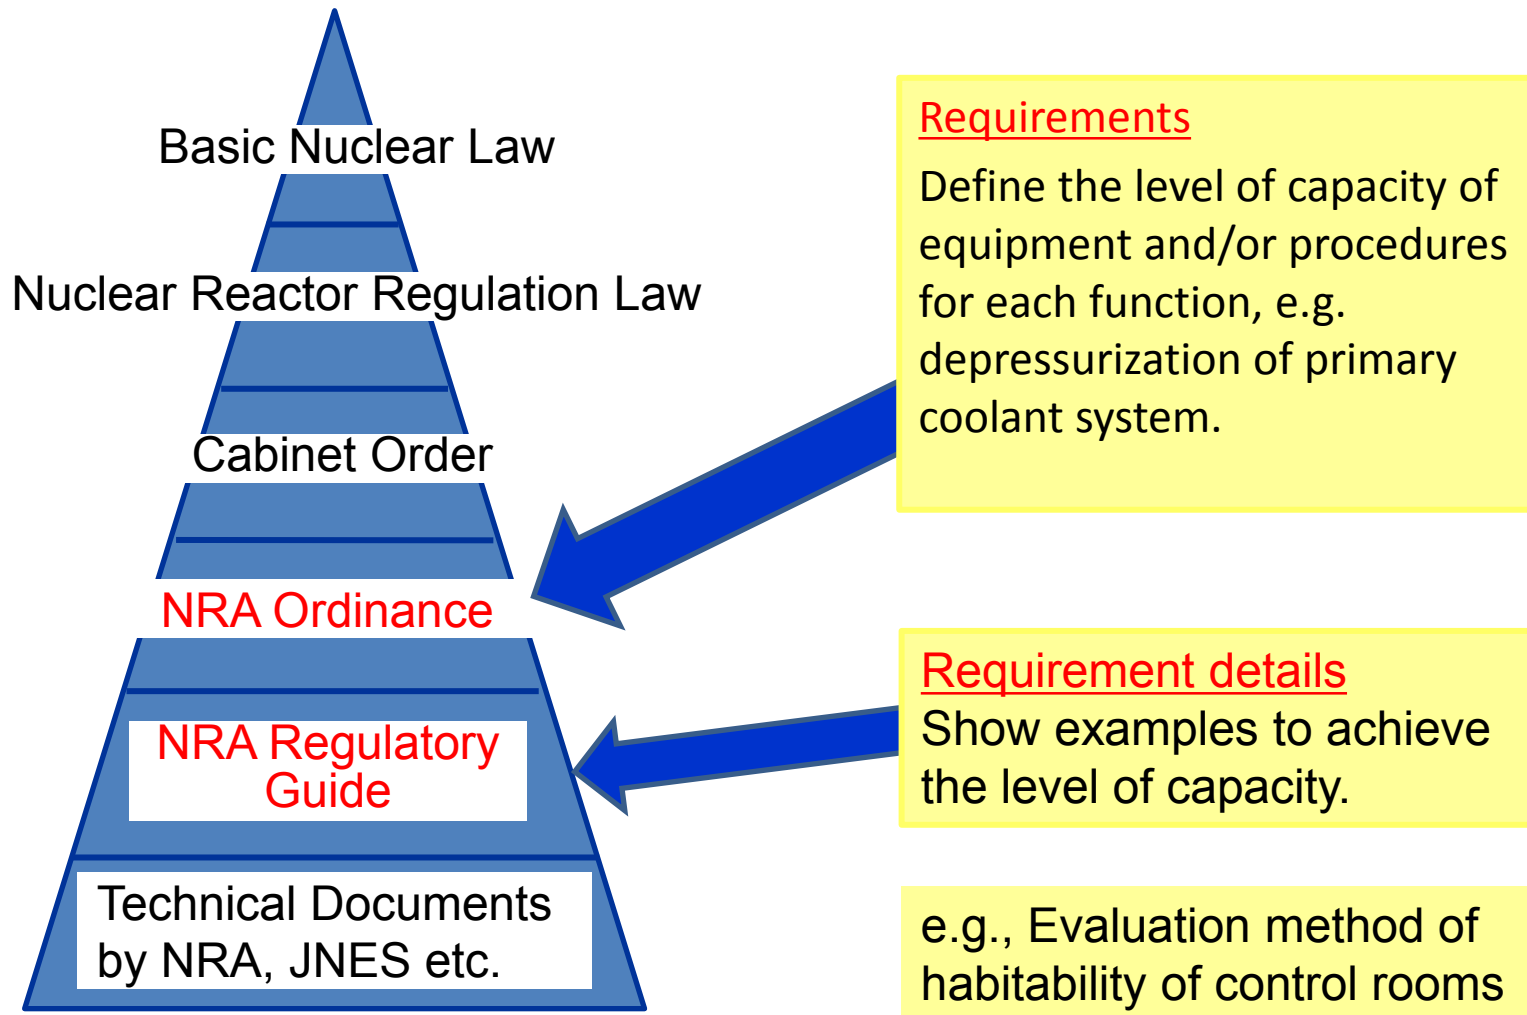 Basic Nuclear Law
Nuclear Reactor Regulation Law
Cabinet Order
NRA Ordinance
NRA Regulatory
Guide
Technical Documents
by NRA, JNES etc.
Requirements
Define the level of capacity of
equipment and/or procedures
for each function, e.g.
depressurization of primary
coolant system.
Requirement details
Show examples to achieve
the level of capacity.
e.g., Evaluation method of
habitability of control rooms